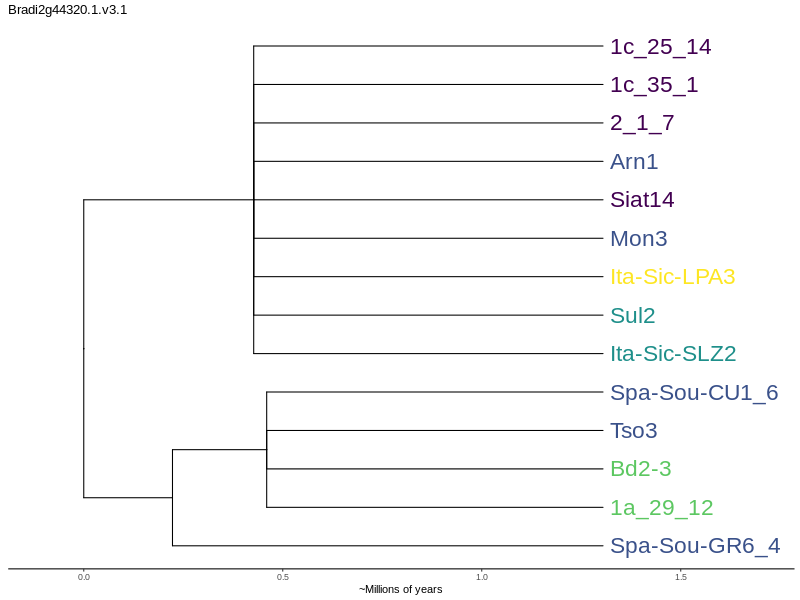 Bradi2g44320.1.v3.1
1c_25_14
1c_35_1
2_1_7
Arn1
Siat14
Mon3
Ita-Sic-LPA3
Sul2
Ita-Sic-SLZ2
Spa-Sou-CU1_6
Tso3
Bd2-3
1a_29_12
Spa-Sou-GR6_4
0.0 0.5 1.0 1.5
~Millions of years